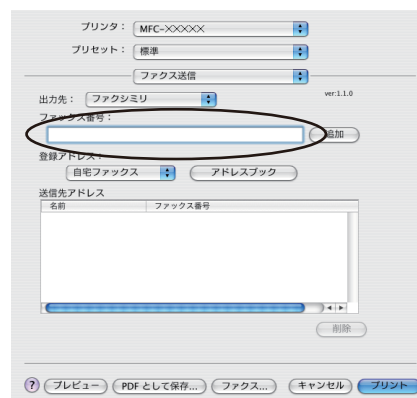 プリンタ： MFC-XXXXX
プリセット： 標準
ファクス送信
出力先： ファクシミリ ver:1.1.0
ファックス番号：
追加
登録アドレス：
自宅ファックス アドレスブック
送信先アドレス
名前 ファックス番号
削除
? プレビュー PDF として保存... ファクス... キャンセル プリント